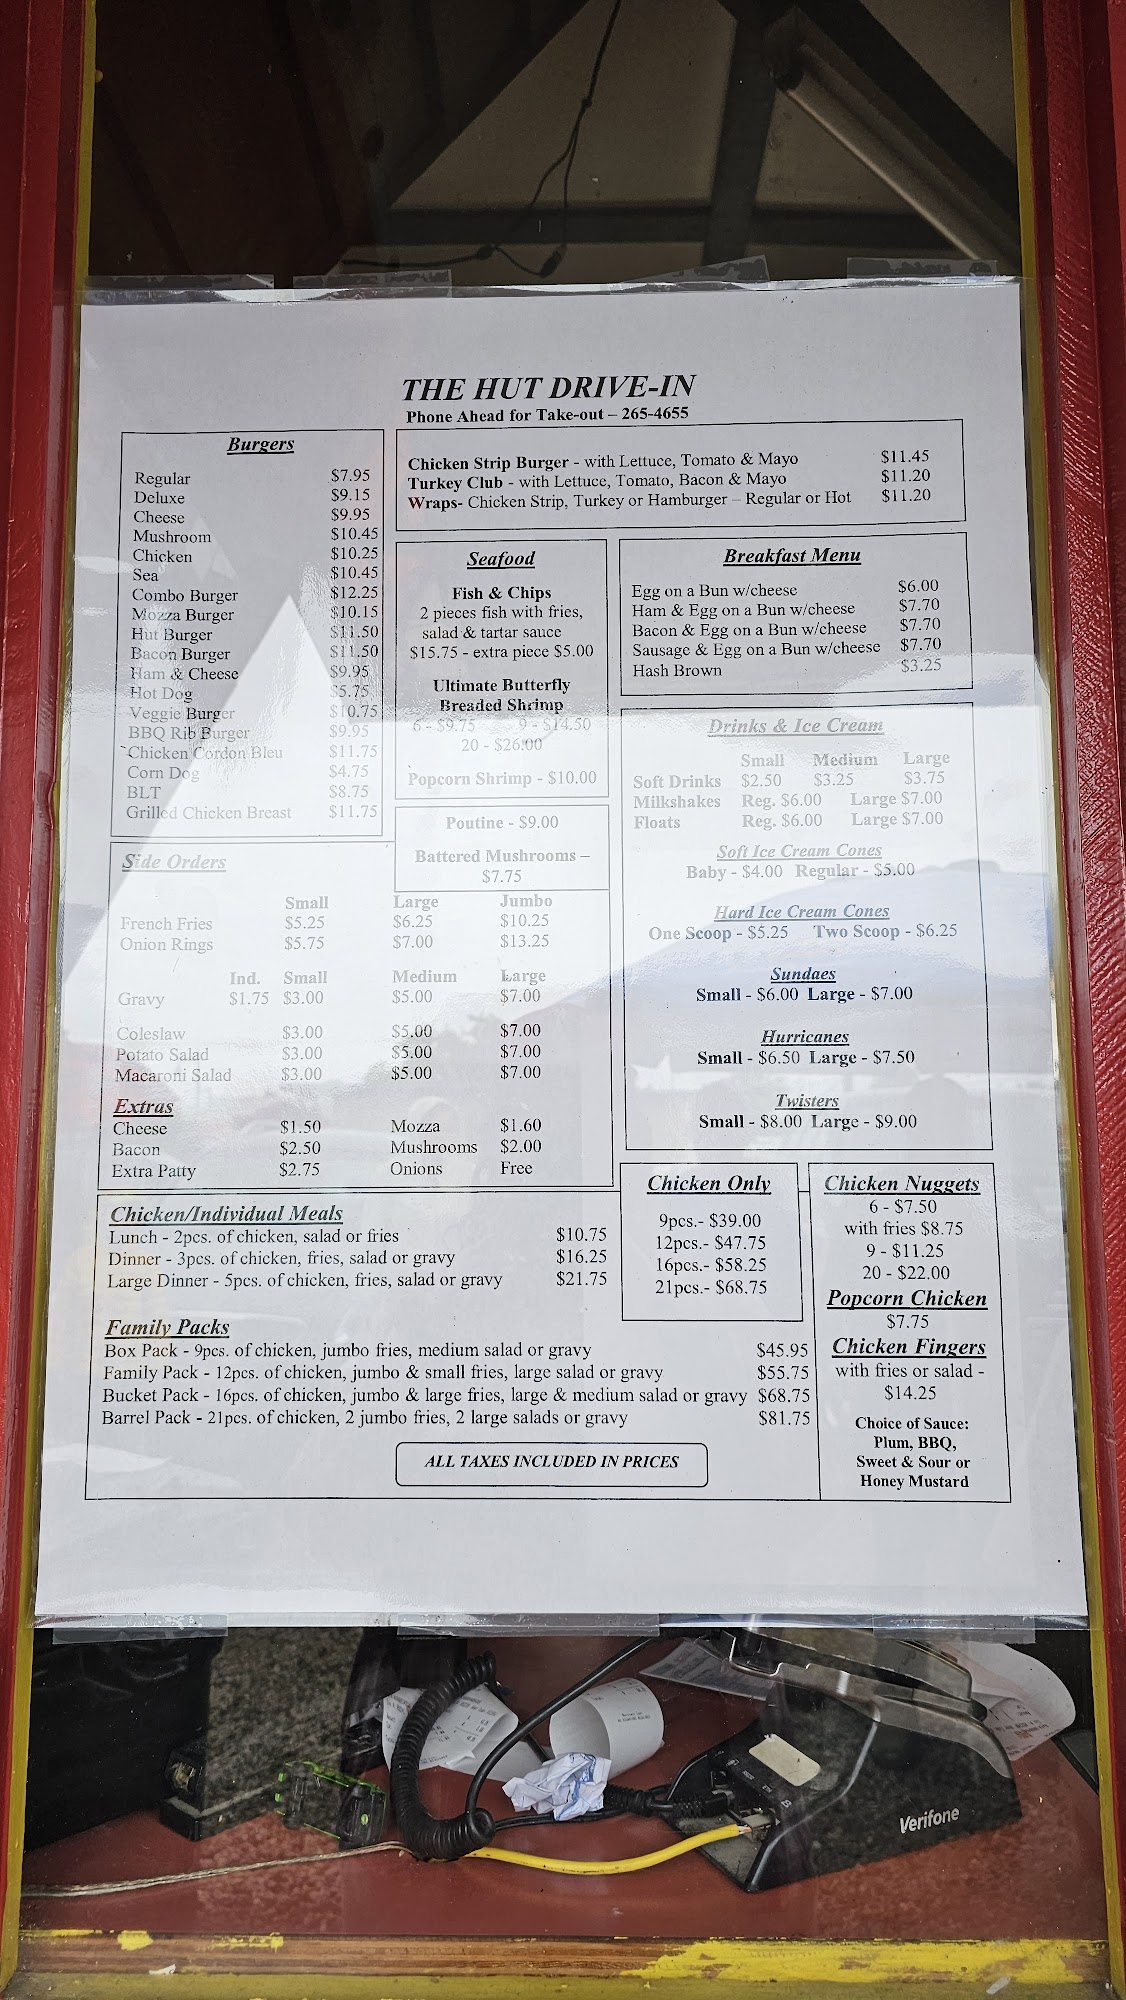 THE HUT DRIVE-IN
Phone Ahead for Take-out – 265-4655
Burgers
Regular $7.95
Deluxe $9.15
Cheese $9.95
Mushroom $10.45
Chicken $10.25
Sea $10.45
Combo Burger $12.25
Mozza Burger $10.15
Hut Burger $11.50
Bacon Burger $11.50
Ham & Cheese $9.95
Hot Dog $5.75
Veggie Burger $10.75
BBQ Rib Burger $9.95
Chicken Cordon Bleu $11.75
Corn Dog $4.75
BLT $8.75
Grilled Chicken Breast $11.75
Chicken Strip Burger - with Lettuce, Tomato & Mayo $11.45
Turkey Club - with Lettuce, Tomato, Bacon & Mayo $11.20
Wraps- Chicken Strip, Turkey or Hamburger – Regular or Hot $11.20
Seafood
Fish & Chips
2 pieces fish with fries,
salad & tartar sauce
$15.75 - extra piece $5.00
Ultimate Butterfly
Breaded Shrimp
6 - $9.75 9 - $14.50
20 - $26.00
Popcorn Shrimp - $10.00
Poutine - $9.00
Battered Mushrooms –
$7.75
Breakfast Menu
Egg on a Bun w/cheese $6.00
Ham & Egg on a Bun w/cheese $7.70
Bacon & Egg on a Bun w/cheese $7.70
Sausage & Egg on a Bun w/cheese $7.70
Hash Brown $3.25
Drinks & Ice Cream
Small Medium Large
Soft Drinks $2.50 $3.25 $3.75
Milkshakes Reg. $6.00 Large $7.00
Floats Reg. $6.00 Large $7.00
Soft Ice Cream Cones
Baby - $4.00 Regular - $5.00
Hard Ice Cream Cones
One Scoop - $5.25 Two Scoop - $6.25
Sundaes
Small - $6.00 Large - $7.00
Hurricanes
Small - $6.50 Large - $7.50
Twisters
Small - $8.00 Large - $9.00
Side Orders
Small Large Jumbo
French Fries $5.25 $6.25 $10.25
Onion Rings $5.75 $7.00 $13.25
Ind. Small Medium Large
Gravy $1.75 $3.00 $5.00 $7.00
Coleslaw $3.00 $5.00 $7.00
Potato Salad $3.00 $5.00 $7.00
Macaroni Salad $3.00 $5.00 $7.00
Extras
Cheese $1.50 Mozza $1.60
Bacon $2.50 Mushrooms $2.00
Extra Patty $2.75 Onions Free
Chicken/Individual Meals
Lunch - 2pcs. of chicken, salad or fries $10.75
Dinner - 3pcs. of chicken, fries, salad or gravy $16.25
Large Dinner - 5pcs. of chicken, fries, salad or gravy $21.75
Chicken Only
9pcs.- $39.00
12pcs.- $47.75
16pcs.- $58.25
21pcs.- $68.75
Chicken Nuggets
6 - $7.50
with fries $8.75
9 - $11.25
20 - $22.00
Popcorn Chicken
$7.75
Chicken Fingers
with fries or salad -
$14.25
Choice of Sauce:
Plum, BBQ,
Sweet & Sour or
Honey Mustard
Family Packs
Box Pack - 9pcs. of chicken, jumbo fries, medium salad or gravy $45.95
Family Pack - 12pcs. of chicken, jumbo & small fries, large salad or gravy $55.75
Bucket Pack - 16pcs. of chicken, jumbo & large fries, large & medium salad or gravy $68.75
Barrel Pack - 21pcs. of chicken, 2 jumbo fries, 2 large salads or gravy $81.75
ALL TAXES INCLUDED IN PRICES
Verifone